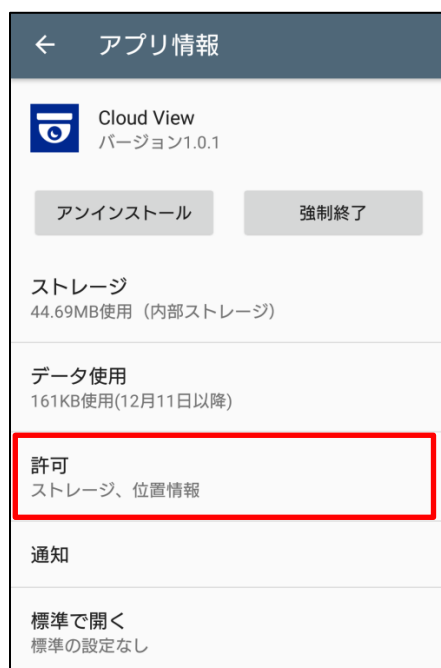 アプリ情報
Cloud View
バージョン1.0.1
アンインストール
強制終了
ストレージ
44.69MB使用（内部ストレージ）
データ使用
161KB使用(12月11日以降)
許可
ストレージ、位置情報
通知
標準で開く
標準の設定なし